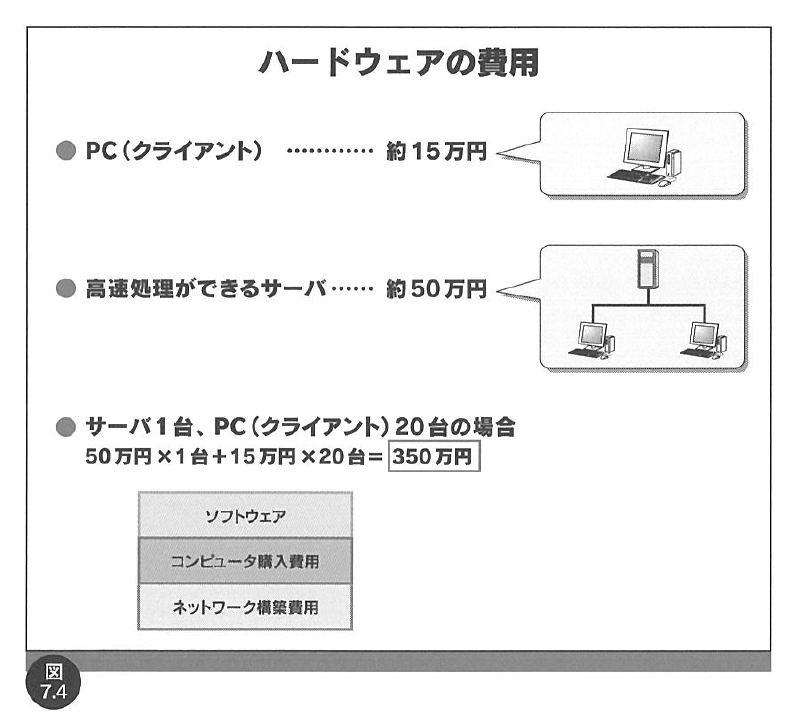 ハードウェアの費用
● PC（クライアント） ………… 約15万円
● 高速処理ができるサーバ…… 約50万円
● サーバ1台、PC（クライアント）20台の場合
50万円×1台＋15万円×20台＝ 350万円
ソフトウェア
コンピュータ購入費用
ネットワーク構築費用
図
7.4